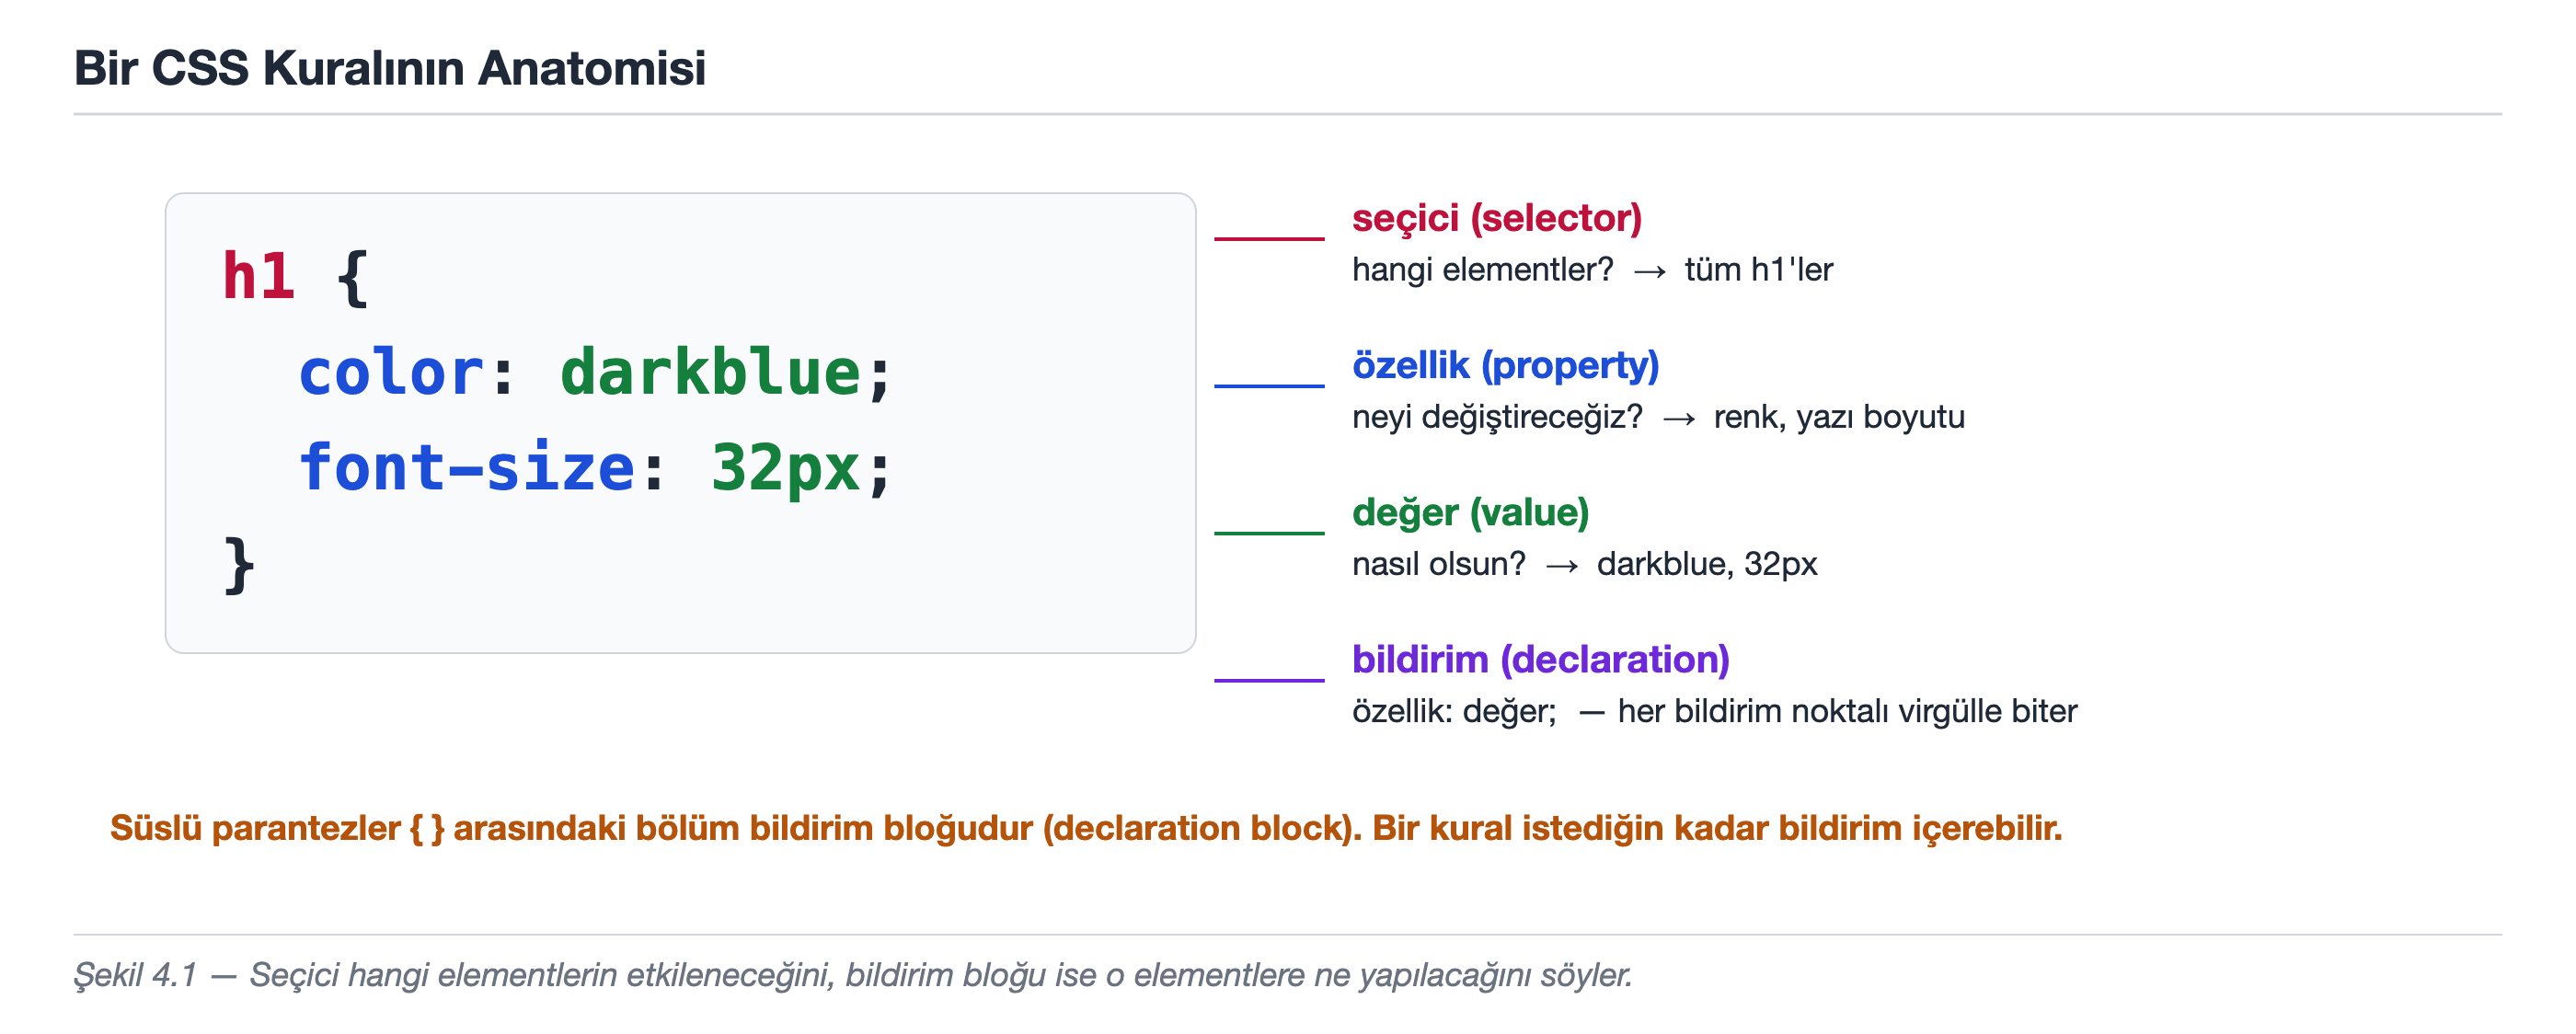 Bir CSS Kuralının Anatomisi
h1 {
color: darkblue;
font-size: 32px;
}
seçici (selector)
hangi elementler? → tüm h1'ler
özellik (property)
neyi değiştireceğiz? → renk, yazı boyutu
değer (value)
nasıl olsun? → darkblue, 32px
bildirim (declaration)
özellik: değer; — her bildirim noktalı virgülle biter
Süslü parantezler { } arasındaki bölüm bildirim bloğudur (declaration block). Bir kural istediğin kadar bildirim içerebilir.
Şekil 4.1 — Seçici hangi elementlerin etkileneceğini, bildirim bloğu ise o elementlere ne yapılacağını söyler.